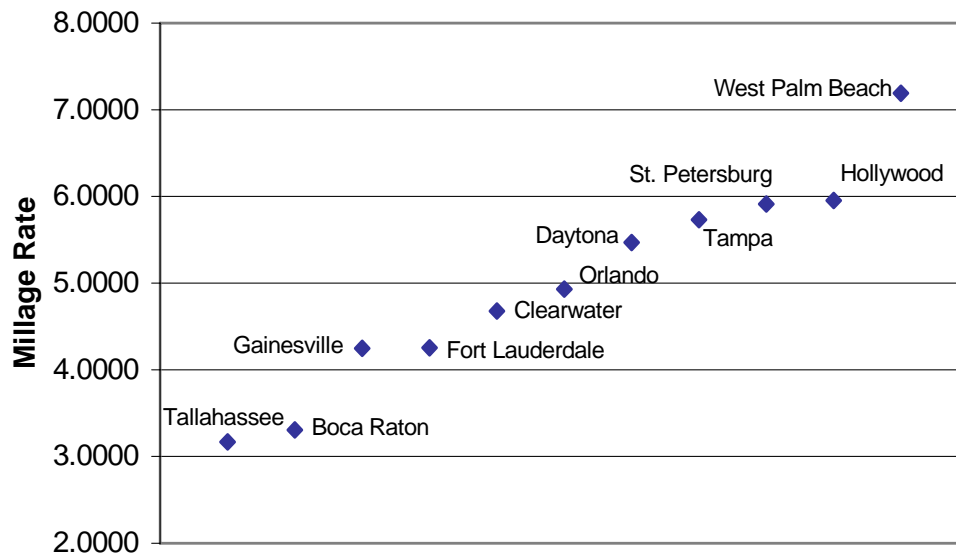 8.0000
West Palm Beach
7.0000
St. Petersburg
Hollywood
6.0000
Daytona
Tampa
Orlando
5.0000
Clearwater
Gainesville
Fort Lauderdale
4.0000
Tallahassee
Boca Raton
3.0000
2.0000
Millage Rate